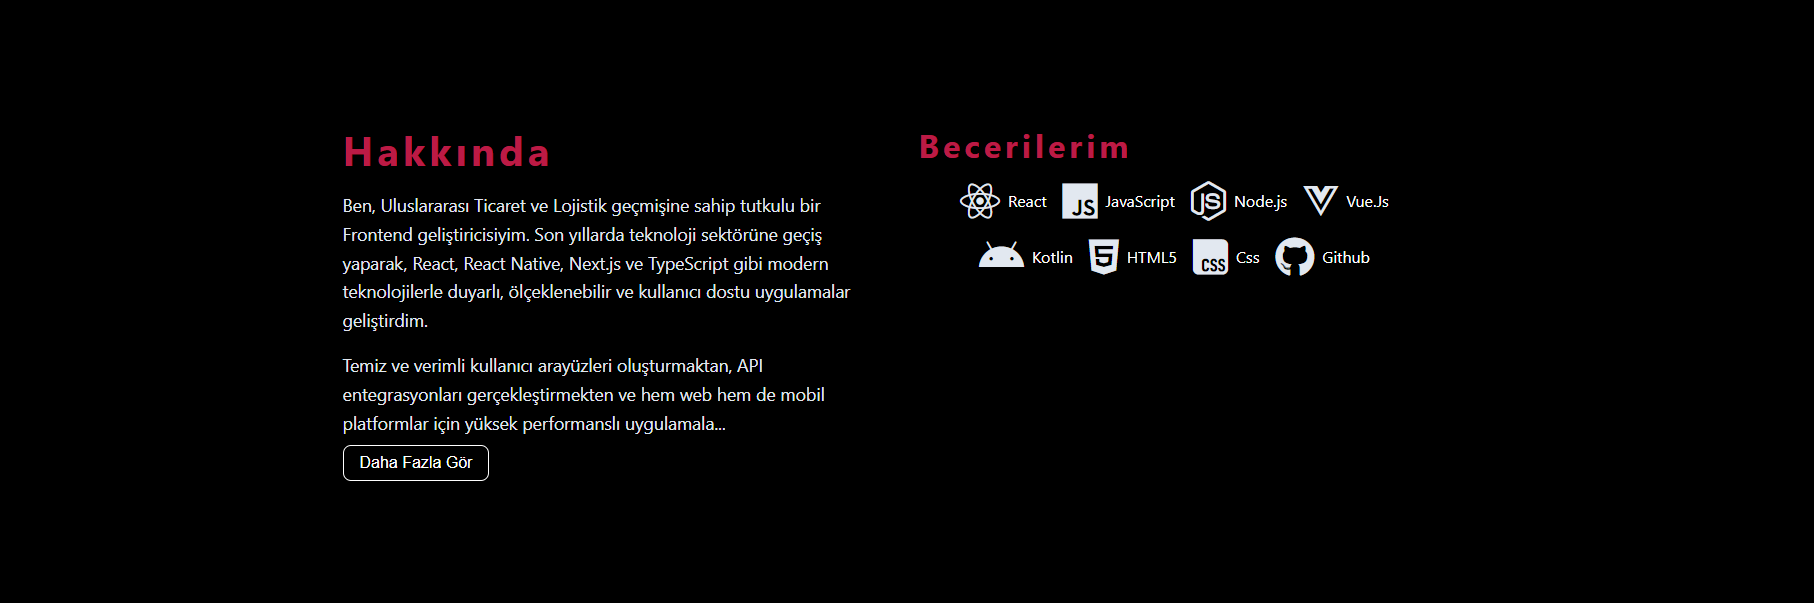 Hakkında
Ben, Uluslararası Ticaret ve Lojistik geçmişine sahip tutkulu bir
Frontend geliştiricisiyim. Son yıllarda teknoloji sektörüne geçiş
yaparak, React, React Native, Next.js ve TypeScript gibi modern
teknolojilerle duyarlı, ölçeklenebilir ve kullanıcı dostu uygulamalar
geliştirdim.
Temiz ve verimli kullanıcı arayüzleri oluşturmaktan, API
entegrasyonları gerçekleştirmekten ve hem web hem de mobil
platformlar için yüksek performanslı uygulamala...
Daha Fazla Gör
Becerilerim
React JS JavaScript JS Node.js Vue.Js
Kotlin 5 HTML5 CSS Css Github